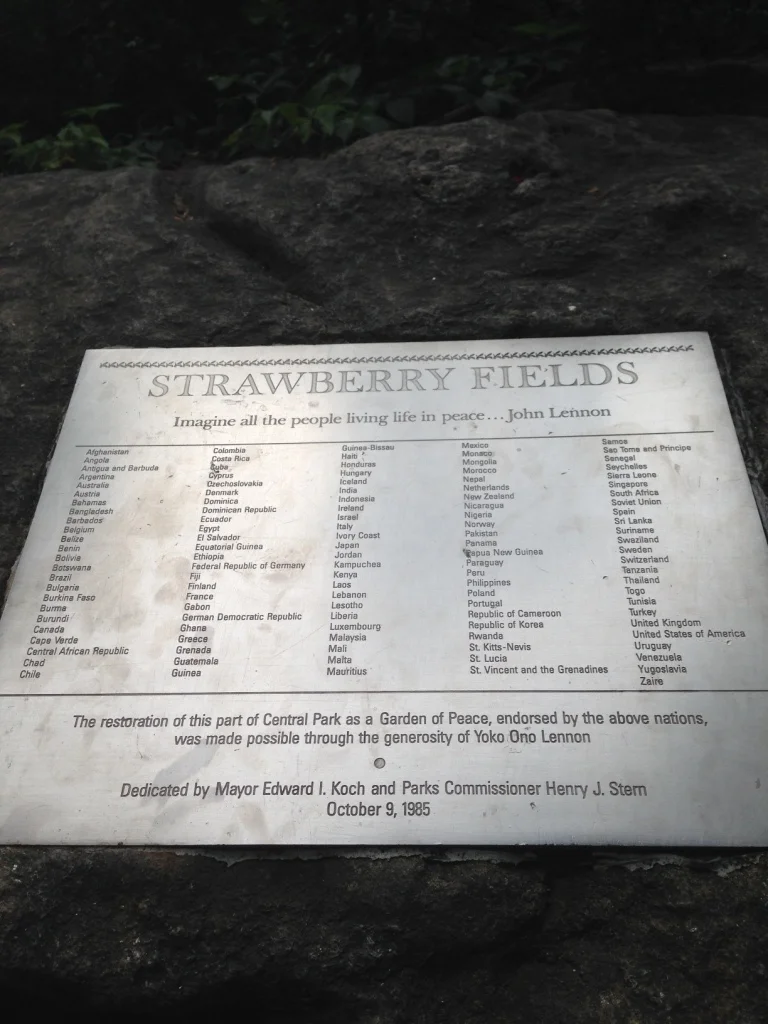 STRAWBERRY FIELDS
Imagine all the people living life in peace...John Lennon
Afghanistan
Angola
Antigua and Barbuda
Argentina
Australia
Austria
Bahamas
Bangladesh
Barbados
Belgium
Belize
Benin
Bolivia
Botswana
Brazil
Bulgaria
Burkina Faso
Burma
Burundi
Canada
Cape Verde
Central African Republic
Chad
Chile
Colombia
Costa Rica
Cuba
Cyprus
Czechoslovakia
Denmark
Dominica
Dominican Republic
Ecuador
Egypt
El Salvador
Equatorial Guinea
Ethiopia
Federal Republic of Germany
Fiji
Finland
France
Gabon
German Democratic Republic
Ghana
Greece
Grenada
Guatemala
Guinea
Guinea-Bissau
Haiti
Honduras
Hungary
Iceland
India
Indonesia
Ireland
Israel
Italy
Ivory Coast
Japan
Jordan
Kampuchea
Kenya
Laos
Lebanon
Lesotho
Liberia
Luxembourg
Malaysia
Mali
Malta
Mauritius
Mexico
Monaco
Mongolia
Morocco
Nepal
Netherlands
New Zealand
Nicaragua
Nigeria
Norway
Pakistan
Panama
Papua New Guinea
Paraguay
Peru
Philippines
Poland
Portugal
Republic of Cameroon
Republic of Korea
Rwanda
St. Kitts-Nevis
St. Lucia
St. Vincent and the Grenadines
Samoa
Sao Tome and Principe
Senegal
Seychelles
Sierra Leone
Singapore
South Africa
Soviet Union
Spain
Sri Lanka
Suriname
Swaziland
Sweden
Switzerland
Tanzania
Thailand
Togo
Tunisia
Turkey
United Kingdom
United States of America
Uruguay
Venezuela
Yugoslavia
Zaire
The restoration of this part of Central Park as a Garden of Peace, endorsed by the above nations,
was made possible through the generosity of Yoko Ono Lennon
Dedicated by Mayor Edward I. Koch and Parks Commissioner Henry J. Stern
October 9, 1985